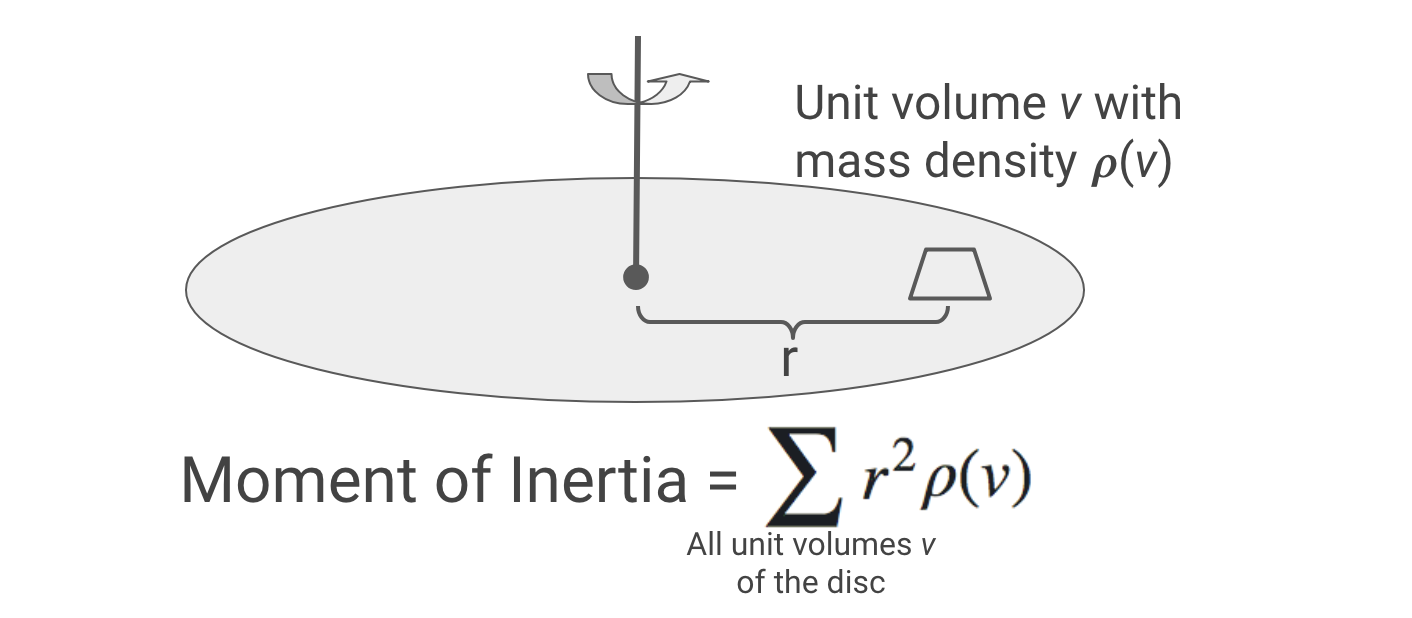 Unit volume v with
mass density ρ(v)
r
Moment of Inertia = ∑ r²ρ(v)
All unit volumes v
of the disc